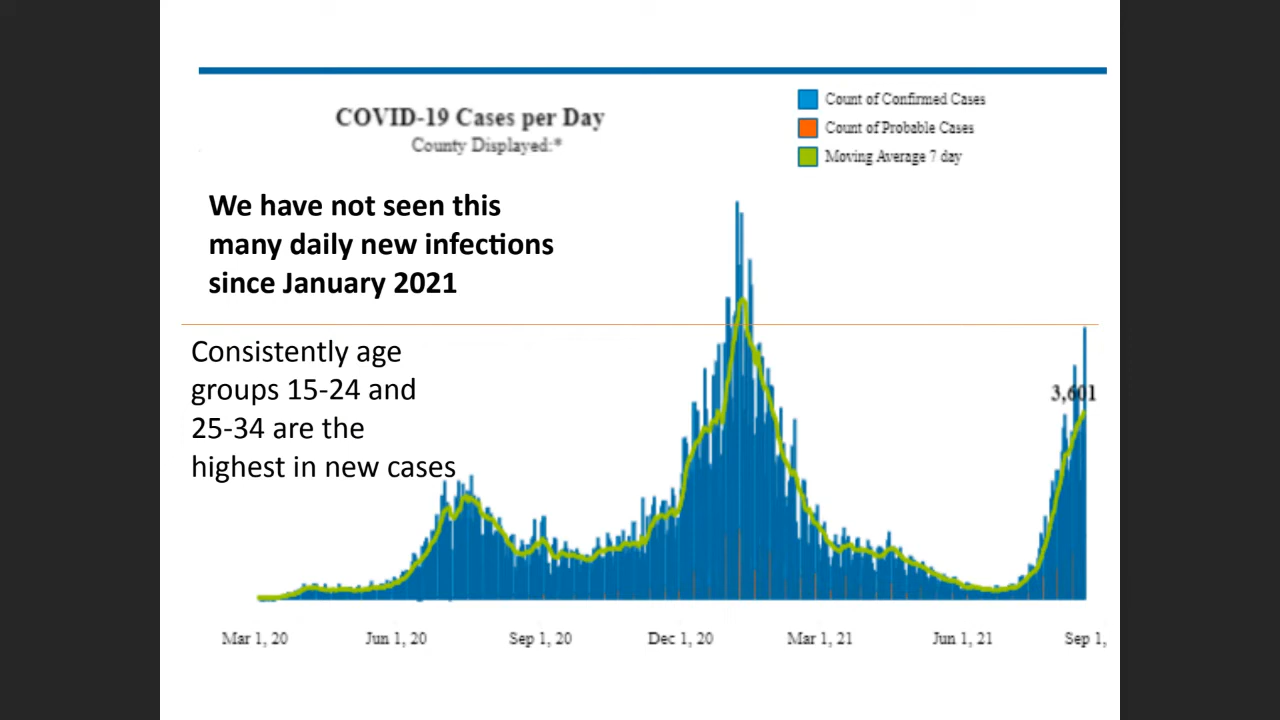 COVID-19 Cases per Day
County Displayed:*
Count of Confirmed Cases
Count of Probable Cases
Moving Average 7 day
We have not seen this
many daily new infections
since January 2021
Consistently age
groups 15-24 and
25-34 are the
highest in new cases
3,601
Mar 1, 20 Jun 1, 20 Sep 1, 20 Dec 1, 20 Mar 1, 21 Jun 1, 21 Sep 1,